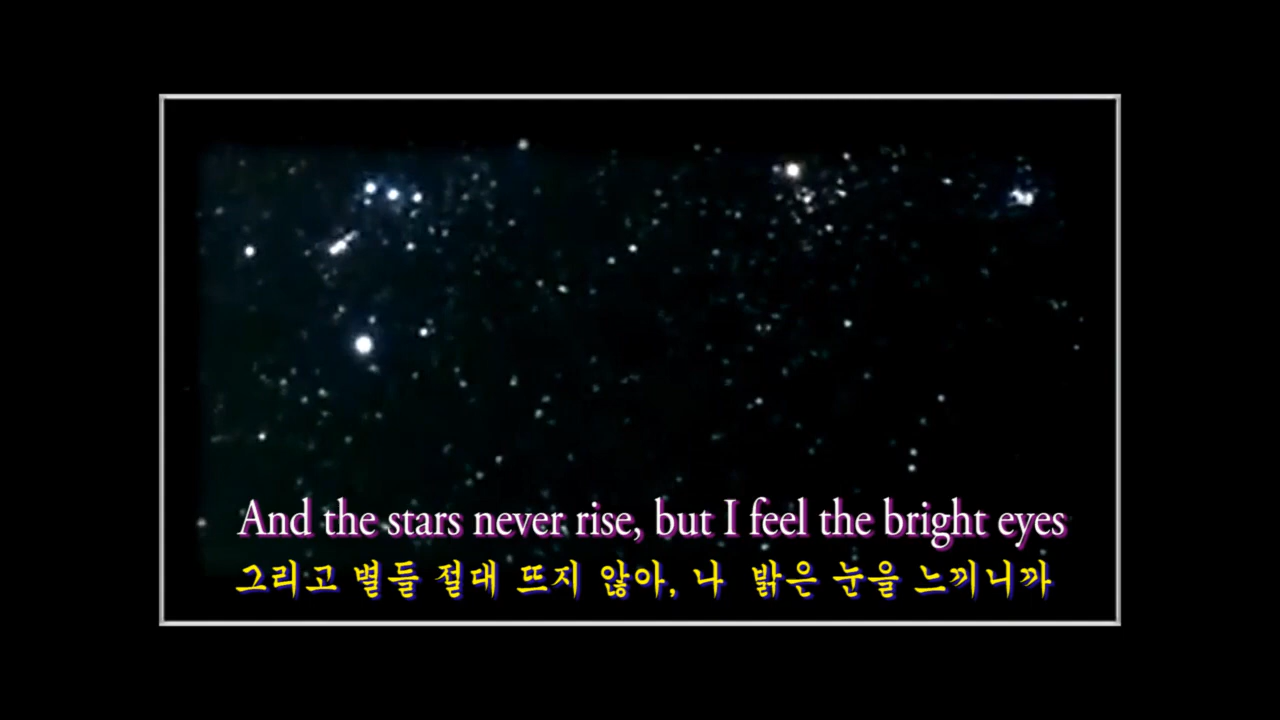 And the stars never rise, but I feel the bright eyes
그리고 별들 절대 뜨지 않아, 나 밝은 눈을 느끼니까